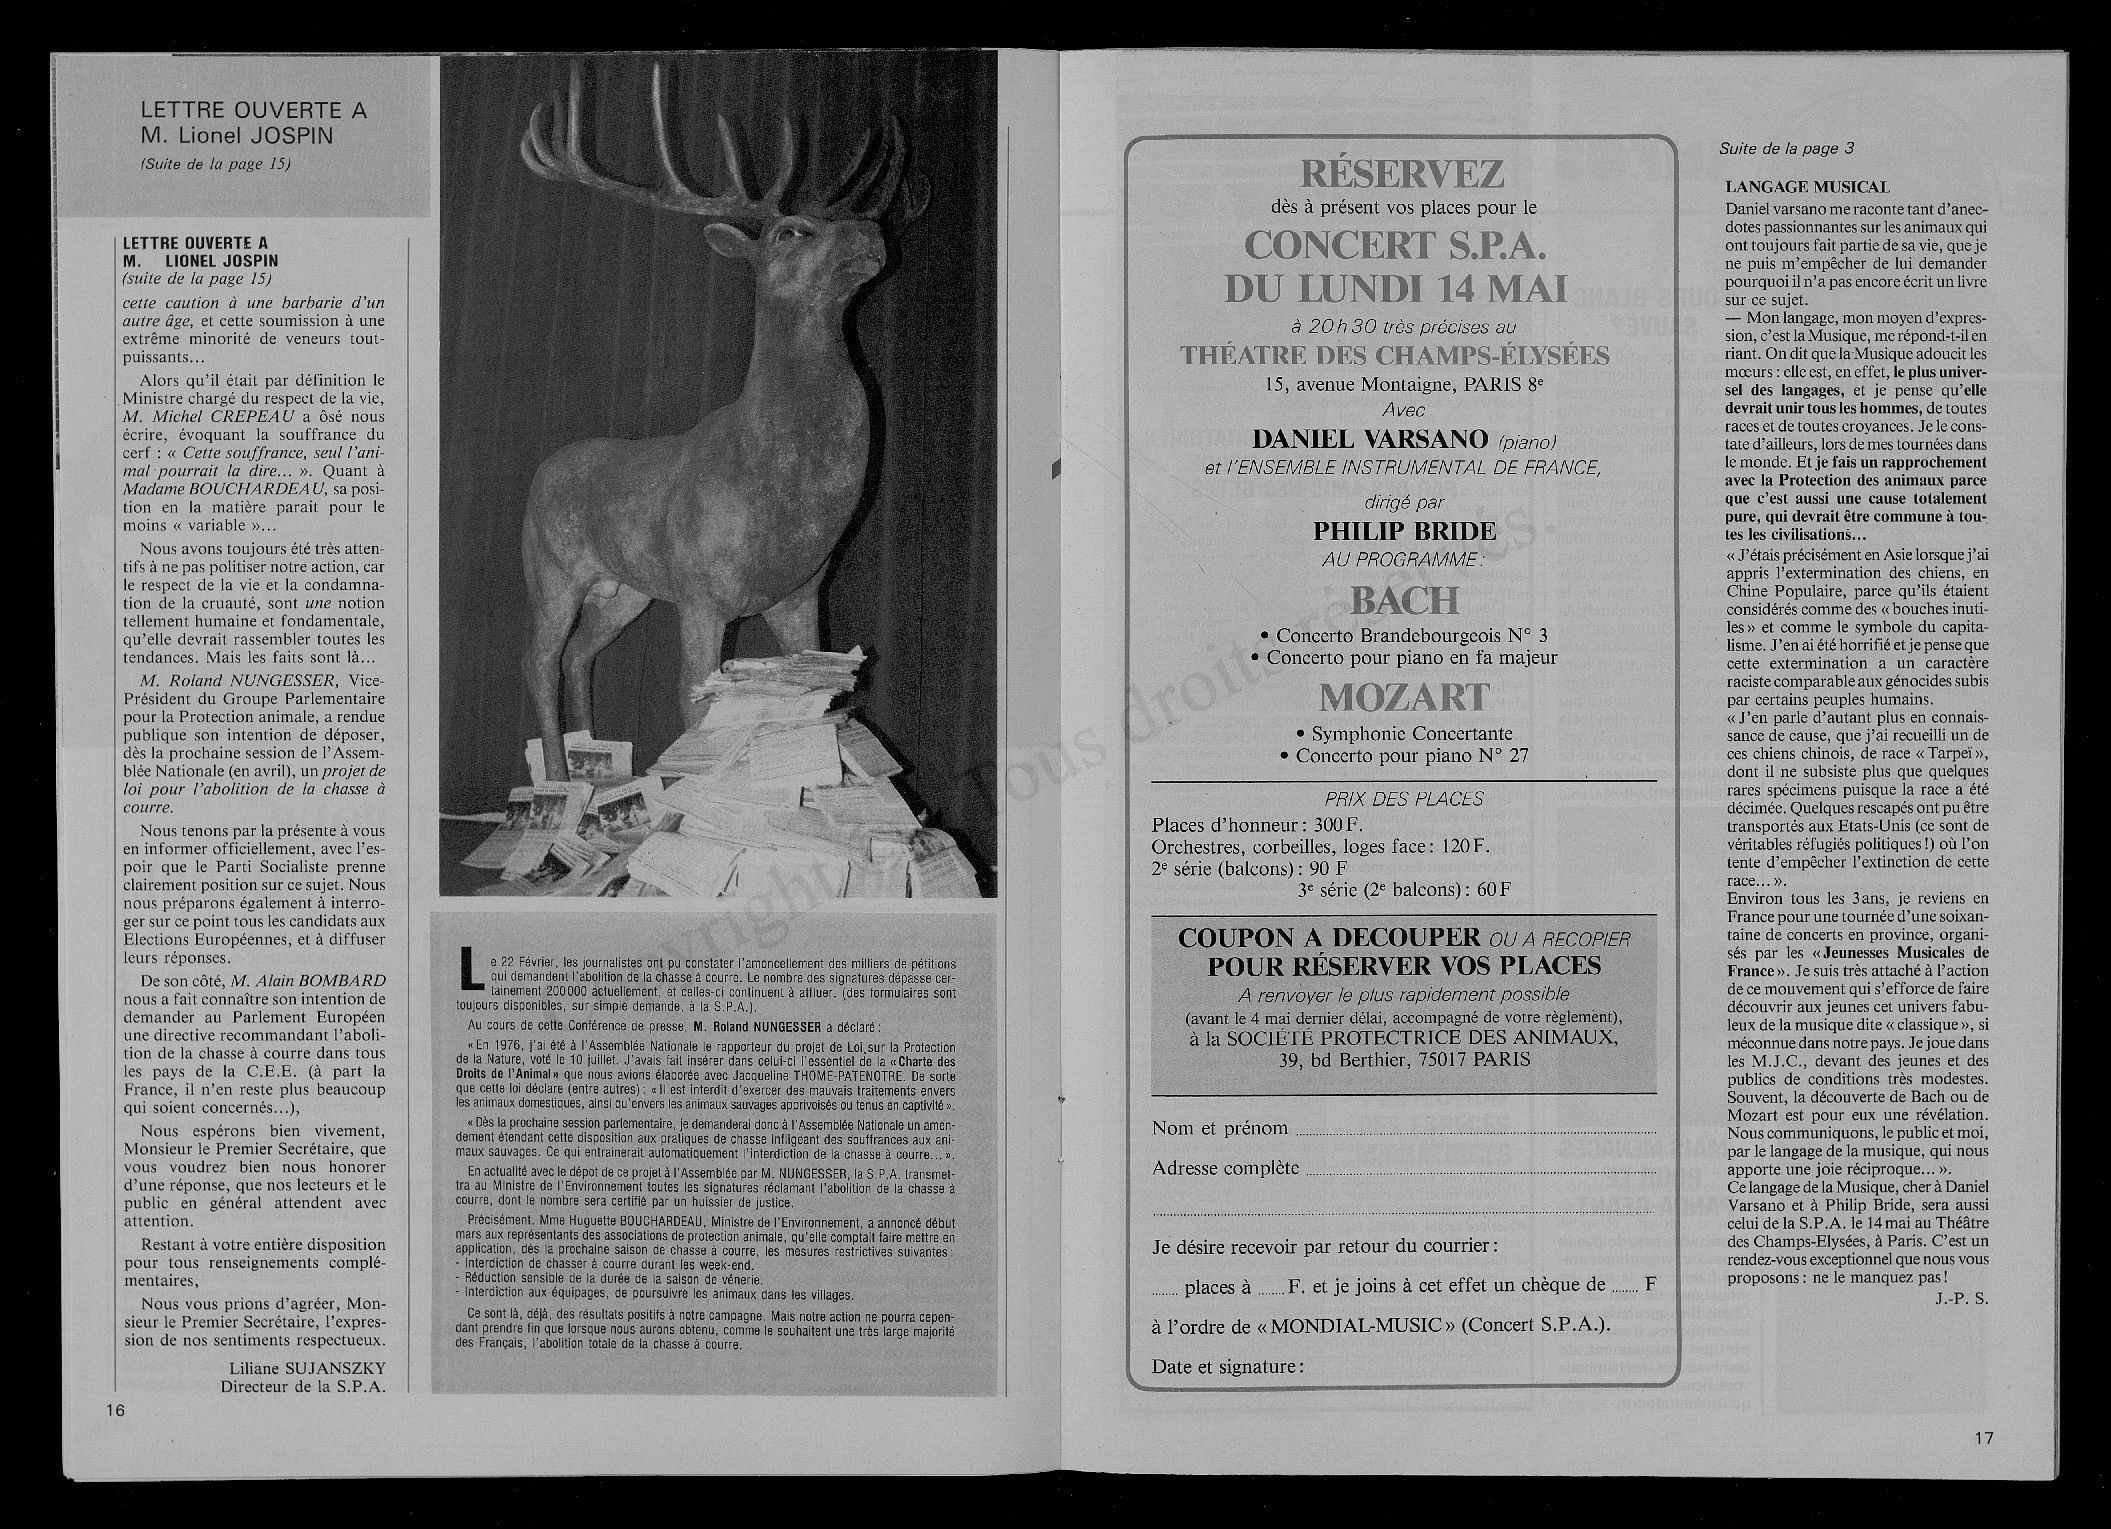 LETTRE OUVERTE A
M. Lionel JOSPIN
(Suite de la page 15)
LETTRE OUVERTE A
M. LIONEL JOSPIN
(suite de la page 15)
cette caution à une barbarie d'un
autre âge, et cette soumission à une
extrême minorité de veneurs tout-
puissants...
Alors qu'il était par définition le
Ministre chargé du respect de la vie,
M. Michel CREPEAU a ôsé nous
écrire, évoquant la souffrance du
cerf : « Cette souffrance, seul l'ani-
mal pourrait la dire... ». Quant à
Madame BOUCHARDEAU, sa posi-
tion en la matière parait pour le
moins « variable »...
Nous avons toujours été très atten-
tifs à ne pas politiser notre action, car
le respect de la vie et la condamna-
tion de la cruauté, sont une notion
tellement humaine et fondamentale,
qu'elle devrait rassembler toutes les
tendances. Mais les faits sont là...
M. Roland NUNGESSER, Vice-
Président du Groupe Parlementaire
pour la Protection animale, a rendue
publique son intention de déposer,
dès la prochaine session de l'Assem-
blée Nationale (en avril), un projet de
loi pour l'abolition de la chasse à
courre.
Nous tenons par la présente à vous
en informer officiellement, avec l'es-
poir que le Parti Socialiste prenne
clairement position sur ce sujet. Nous
nous préparons également à interro-
ger sur ce point tous les candidats aux
Elections Européennes, et à diffuser
leurs réponses.
De son côté, M. Alain BOMBARD
nous a fait connaître son intention de
demander au Parlement Européen
une directive recommandant l'aboli-
tion de la chasse à courre dans tous
les pays de la C.E.E. (à part la
France, il n'en reste plus beaucoup
qui soient concernés...),
Nous espérons bien vivement,
Monsieur le Premier Secrétaire, que
vous voudrez bien nous honorer
d'une réponse, que nos lecteurs et le
public en général attendent avec
attention.
Restant à votre entière disposition
pour tous renseignements complé-
mentaires,
Nous vous prions d'agréer, Mon-
sieur le Premier Secrétaire, l'expres-
sion de nos sentiments respectueux.
Liliane SUJANSZKY
Directeur de la S.P.A.
16
Le 22 Février, les journalistes ont pu constater l'amoncellement des milliers de pétitions
qui demandent l'abolition de la chasse à courre. Le nombre des signatures dépasse cer-
tainement 200000 actuellement, et celles-ci continuent à affluer. (des formulaires sont
toujours disponibles, sur simple demande, à la S.P.A.).
Au cours de cette Conférence de presse, M. Roland NUNGESSER a déclaré :
« En 1976, j'ai été à l'Assemblée Nationale le rapporteur du projet de Loi sur la Protection
de la Nature, voté le 10 juillet. J'avais fait insérer dans celui-ci l'essentiel de la « Charte des
Droits de l'Animal » que nous avions élaborée avec Jacqueline THOME-PATENOTRE. De sorte
que cette loi déclare (entre autres) : « Il est interdit d'exercer des mauvais traitements envers
les animaux domestiques, ainsi qu'envers les animaux sauvages apprivoisés ou tenus en captivité ».
« Dès la prochaine session parlementaire, je demanderai donc à l'Assemblée Nationale un amen-
dement étendant cette disposition aux pratiques de chasse infligeant des souffrances aux ani-
maux sauvages. Ce qui entrainerait automatiquement l'interdiction de la chasse à courre... ».
En actualité avec le dépot de ce projet à l'Assemblée par M. NUNGESSER, la S.P.A. transmet-
tra au Ministre de l'Environnement toutes les signatures réclamant l'abolition de la chasse à
courre, dont le nombre sera certifié par un huissier de justice.
Précisément, Mme Huguette BOUCHARDEAU, Ministre de l'Environnement, a annoncé début
mars aux représentants des associations de protection animale, qu'elle comptait faire mettre en
application, dès la prochaine saison de chasse à courre, les mesures restrictives suivantes :
- Interdiction de chasser à courre durant les week-end.
- Réduction sensible de la durée de la saison de vénerie.
- Interdiction aux équipages, de poursuivre les animaux dans les villages.
Ce sont là, déjà, des résultats positifs à notre campagne. Mais notre action ne pourra cepen-
dant prendre fin que lorsque nous aurons obtenu, comme le souhaitent une très large majorité
des Français, l'abolition totale de la chasse à courre.
RÉSERVEZ
dès à présent vos places pour le
CONCERT S.P.A.
DU LUNDI 14 MAI
à 20h30 très précises au
THÉATRE DES CHAMPS-ÉLYSÉES
15, avenue Montaigne, PARIS 8e
Avec
DANIEL VARSANO (piano)
et l'ENSEMBLE INSTRUMENTAL DE FRANCE,
dirigé par
PHILIP BRIDE
AU PROGRAMME :
BACH
• Concerto Brandebourgeois N° 3
• Concerto pour piano en fa majeur
MOZART
• Symphonie Concertante
• Concerto pour piano N° 27
PRIX DES PLACES
Places d'honneur : 300 F.
Orchestres, corbeilles, loges face : 120 F.
2e série (balcons) : 90 F
3e série (2e balcons) : 60 F
COUPON A DECOUPER OU A RECOPIER
POUR RÉSERVER VOS PLACES
A renvoyer le plus rapidement possible
(avant le 4 mai dernier délai, accompagné de votre règlement),
à la SOCIÉTÉ PROTECTRICE DES ANIMAUX,
39, bd Berthier, 75017 PARIS
Nom et prénom
Adresse complète
Je désire recevoir par retour du courrier :
........ places à ........ F. et je joins à cet effet un chèque de ........ F
à l'ordre de « MONDIAL-MUSIC » (Concert S.P.A.).
Date et signature :
Suite de la page 3
LANGAGE MUSICAL
Daniel varsano me raconte tant d'anec-
dotes passionnantes sur les animaux qui
ont toujours fait partie de sa vie, que je
ne puis m'empêcher de lui demander
pourquoi il n'a pas encore écrit un livre
sur ce sujet.
— Mon langage, mon moyen d'expres-
sion, c'est la Musique, me répond-t-il en
riant. On dit que la Musique adoucit les
mœurs : elle est, en effet, le plus univer-
sel des langages, et je pense qu'elle
devrait unir tous les hommes, de toutes
races et de toutes croyances. Je le cons-
tate d'ailleurs, lors de mes tournées dans
le monde. Et je fais un rapprochement
avec la Protection des animaux parce
que c'est aussi une cause totalement
pure, qui devrait être commune à tou-
tes les civilisations...
« J'étais précisément en Asie lorsque j'ai
appris l'extermination des chiens, en
Chine Populaire, parce qu'ils étaient
considérés comme des « bouches inuti-
les » et comme le symbole du capita-
lisme. J'en ai été horrifié et je pense que
cette extermination a un caractère
raciste comparable aux génocides subis
par certains peuples humains.
« J'en parle d'autant plus en connais-
sance de cause, que j'ai recueilli un de
ces chiens chinois, de race « Tarpeï »,
dont il ne subsiste plus que quelques
rares spécimens puisque la race a été
décimée. Quelques rescapés ont pu être
transportés aux Etats-Unis (ce sont de
véritables réfugiés politiques !) où l'on
tente d'empêcher l'extinction de cette
race... ».
Environ tous les 3 ans, je reviens en
France pour une tournée d'une soixan-
taine de concerts en province, organi-
sés par les « Jeunesses Musicales de
France ». Je suis très attaché à l'action
de ce mouvement qui s'efforce de faire
découvrir aux jeunes cet univers fabu-
leux de la musique dite « classique », si
méconnue dans notre pays. Je joue dans
les M.J.C., devant des jeunes et des
publics de conditions très modestes.
Souvent, la découverte de Bach ou de
Mozart est pour eux une révélation.
Nous communiquons, le public et moi,
par le langage de la musique, qui nous
apporte une joie réciproque... ».
Ce langage de la Musique, cher à Daniel
Varsano et à Philip Bride, sera aussi
celui de la S.P.A. le 14 mai au Théâtre
des Champs-Elysées, à Paris. C'est un
rendez-vous exceptionnel que nous vous
proposons : ne le manquez pas !
J.-P. S.
17